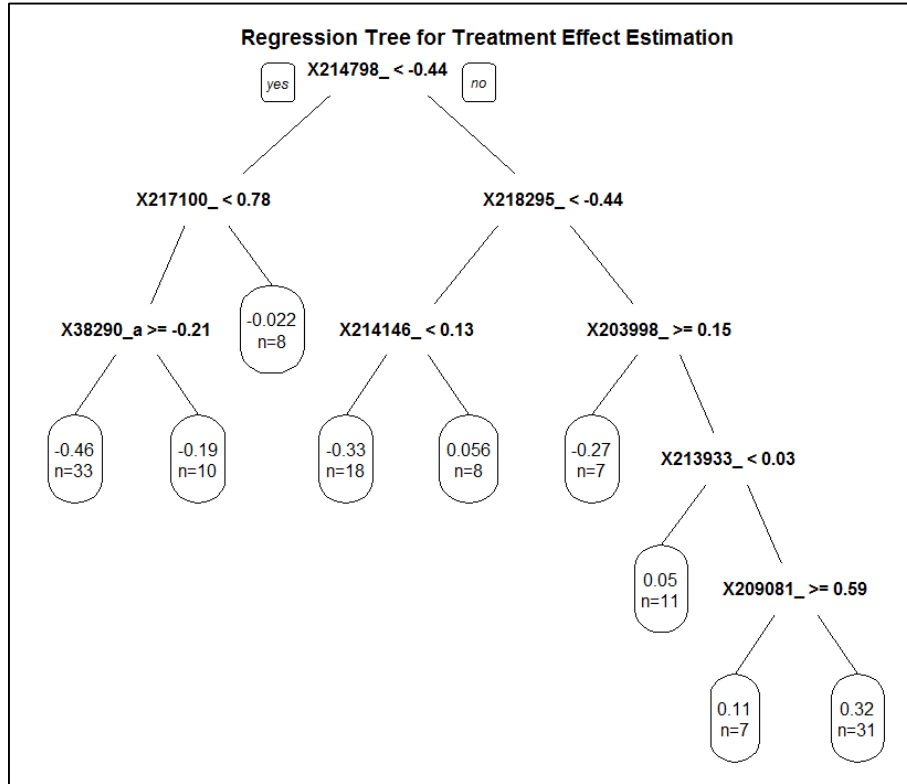 Regression Tree for Treatment Effect Estimation
yes X214798_ < -0.44 no
X217100_ < 0.78
X218295_ < -0.44
X38290_a >= -0.21
-0.022
n=8
X214146_ < 0.13
X203998_ >= 0.15
-0.46
n=33
-0.19
n=10
-0.33
n=18
0.056
n=8
-0.27
n=7
X213933_ < 0.03
0.05
n=11
X209081_ >= 0.59
0.11
n=7
0.32
n=31